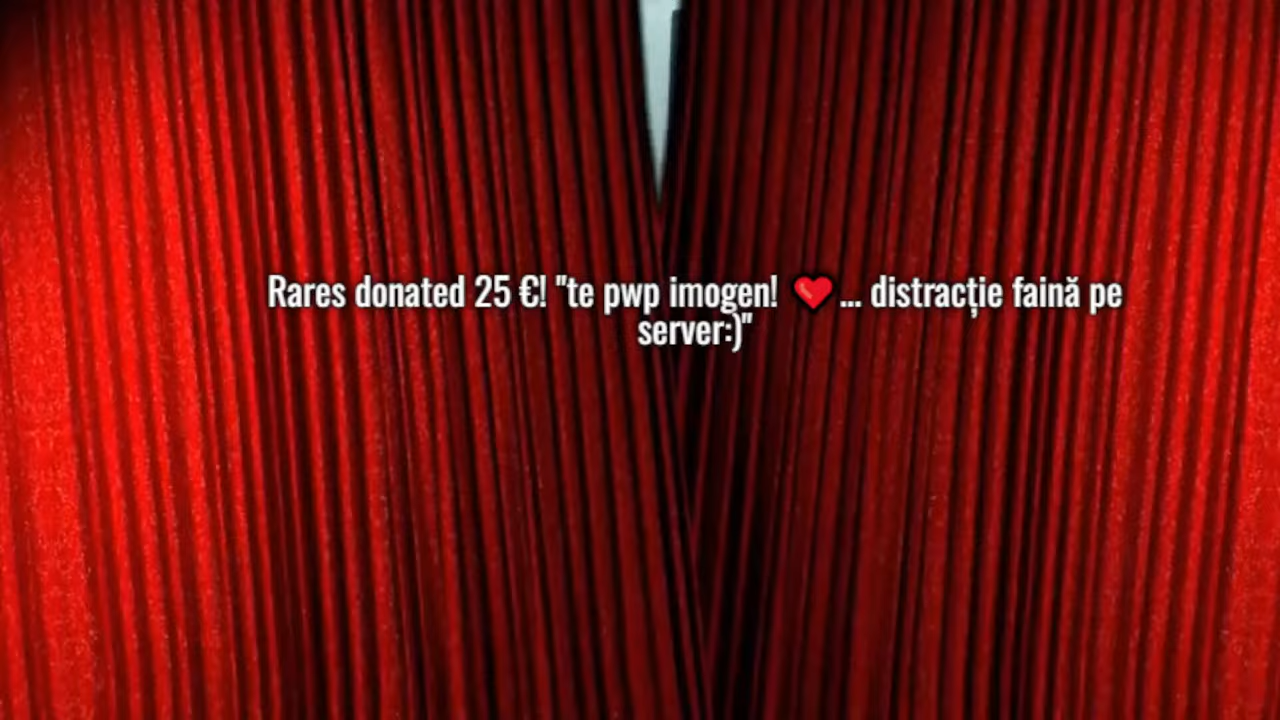 Rares donated 25 €! "te pwp imogen! ❤️ ... distracție faină pe
server:)"